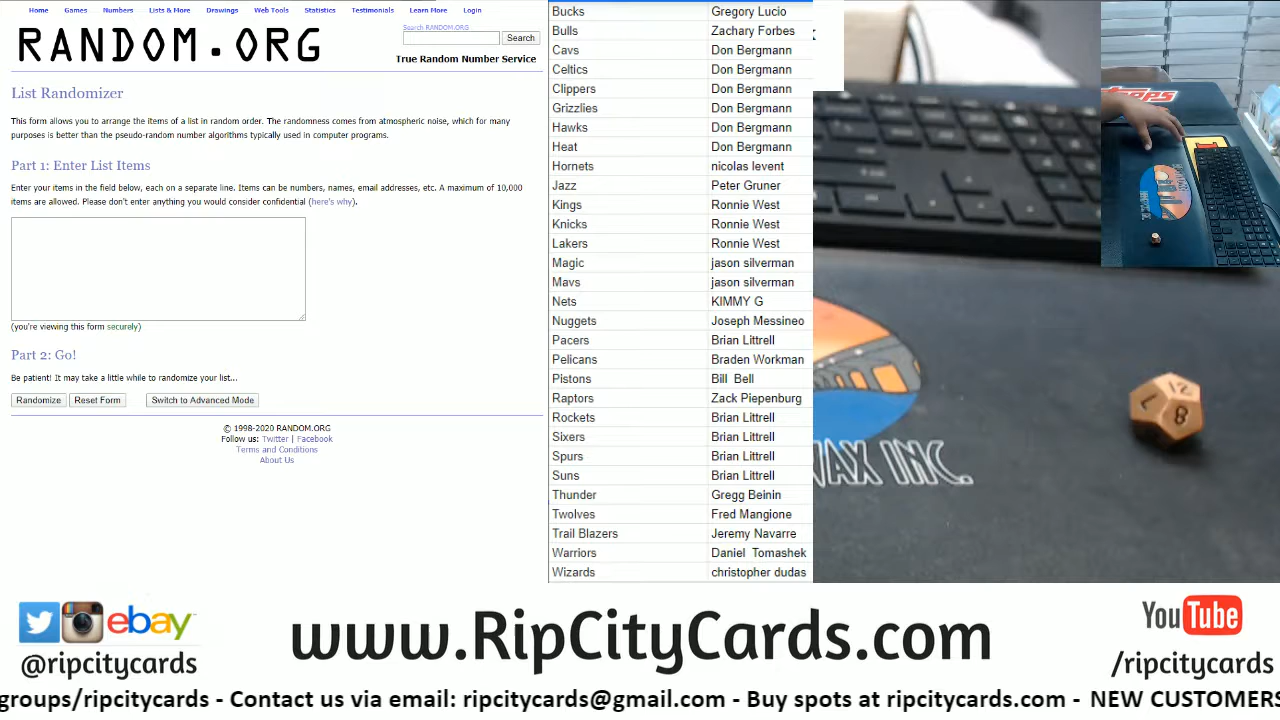 Home Games Numbers Lists & More Drawings Web Tools Statistics Testimonials Learn More Login
RANDOM.ORG
Search RANDOM.ORG
Search
True Random Number Service
List Randomizer
This form allows you to arrange the items of a list in random order. The randomness comes from atmospheric noise, which for many
purposes is better than the pseudo-random number algorithms typically used in computer programs.
Part 1: Enter List Items
Enter your items in the field below, each on a separate line. Items can be numbers, names, email addresses, etc. A maximum of 10,000
items are allowed. Please don't enter anything you would consider confidential (here's why).
(you're viewing this form securely)
Part 2: Go!
Be patient! It may take a little while to randomize your list...
Randomize Reset Form Switch to Advanced Mode
© 1998-2020 RANDOM.ORG
Follow us: Twitter | Facebook
Terms and Conditions
About Us
Bucks Gregory Lucio
Bulls Zachary Forbes
Cavs Don Bergmann
Celtics Don Bergmann
Clippers Don Bergmann
Grizzlies Don Bergmann
Hawks Don Bergmann
Heat Don Bergmann
Hornets nicolas levent
Jazz Peter Gruner
Kings Ronnie West
Knicks Ronnie West
Lakers Ronnie West
Magic jason silverman
Mavs jason silverman
Nets KIMMY G
Nuggets Joseph Messineo
Pacers Brian Littrell
Pelicans Braden Workman
Pistons Bill Bell
Raptors Zack Piepenburg
Rockets Brian Littrell
Sixers Brian Littrell
Spurs Brian Littrell
Suns Brian Littrell
Thunder Gregg Beinin
Twolves Fred Mangione
Trail Blazers Jeremy Navarre
Warriors Daniel Tomashek
Wizards christopher dudas
12
7
8
WAX INC.
ebay
@ripcitycards
www.RipCityCards.com
YouTube
/ripcitycards
groups/ripcitycards - Contact us via email: ripcitycards@gmail.com - Buy spots at ripcitycards.com - NEW CUSTOMERS